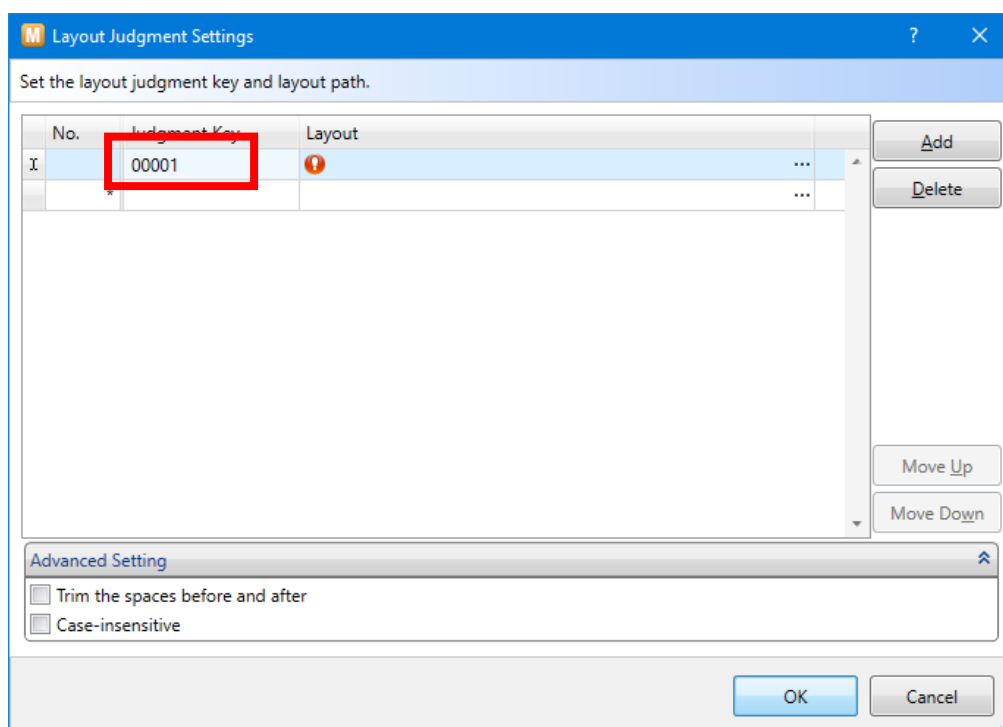 M Layout Judgment Settings ? ×
Set the layout judgment key and layout path.
No. Judgment Key Layout
00001 ...
* ...
Add
Delete
Move Up
Move Down
Advanced Setting
Trim the spaces before and after
Case-insensitive
OK Cancel